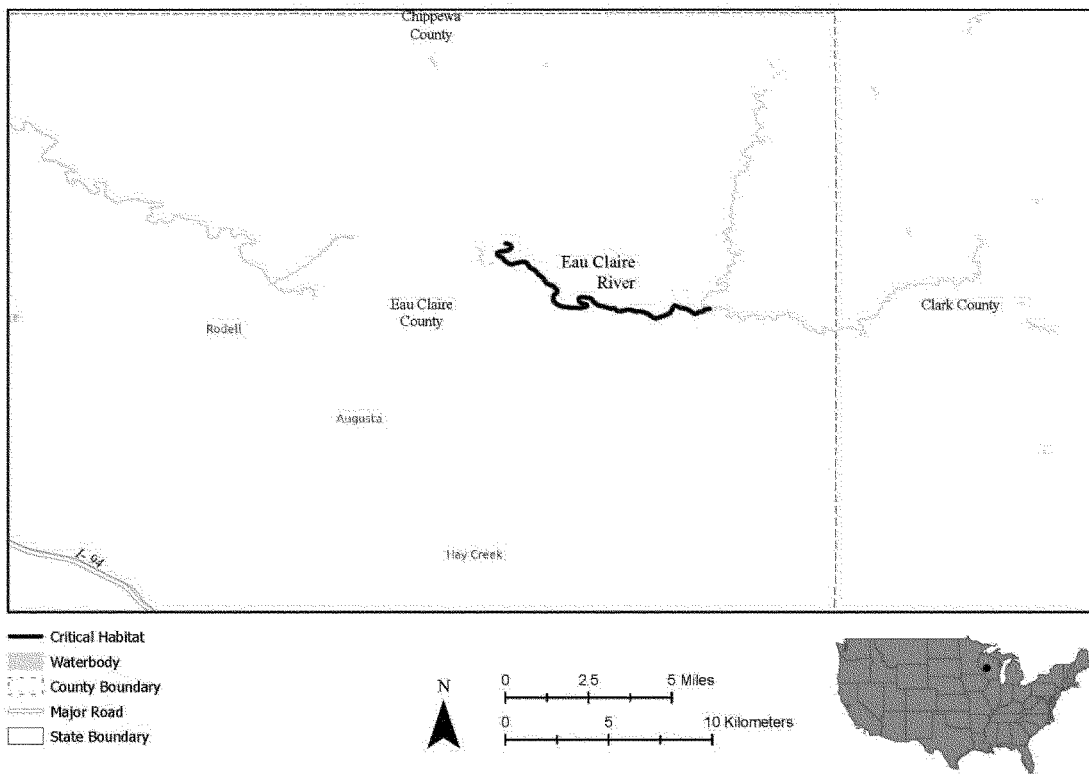 Chippewa
County
Eau Claire
River
Eau Claire
County
Clark County
Rodell
Augusta
Hay Creek
I-94
Critical Habitat
Waterbody
County Boundary
Major Road
State Boundary
N
0 2.5 5 Miles
0 5 10 Kilometers